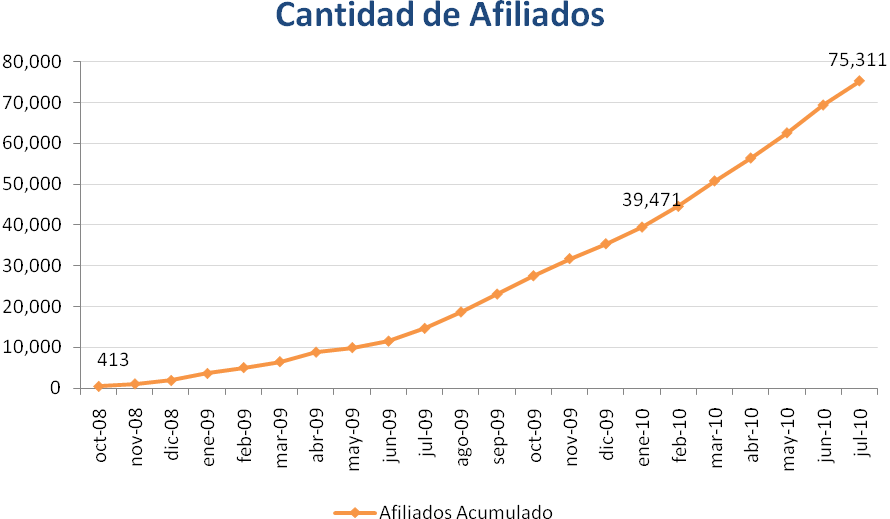 Cantidad de Afiliados
80,000
70,000
60,000
50,000
40,000
30,000
20,000
10,000
0
413
39,471
75,311
oct-08
nov-08
dic-08
ene-09
feb-09
mar-09
abr-09
may-09
jun-09
jul-09
ago-09
sep-09
oct-09
nov-09
dic-09
ene-10
feb-10
mar-10
abr-10
may-10
jun-10
jul-10
Afiliados Acumulado